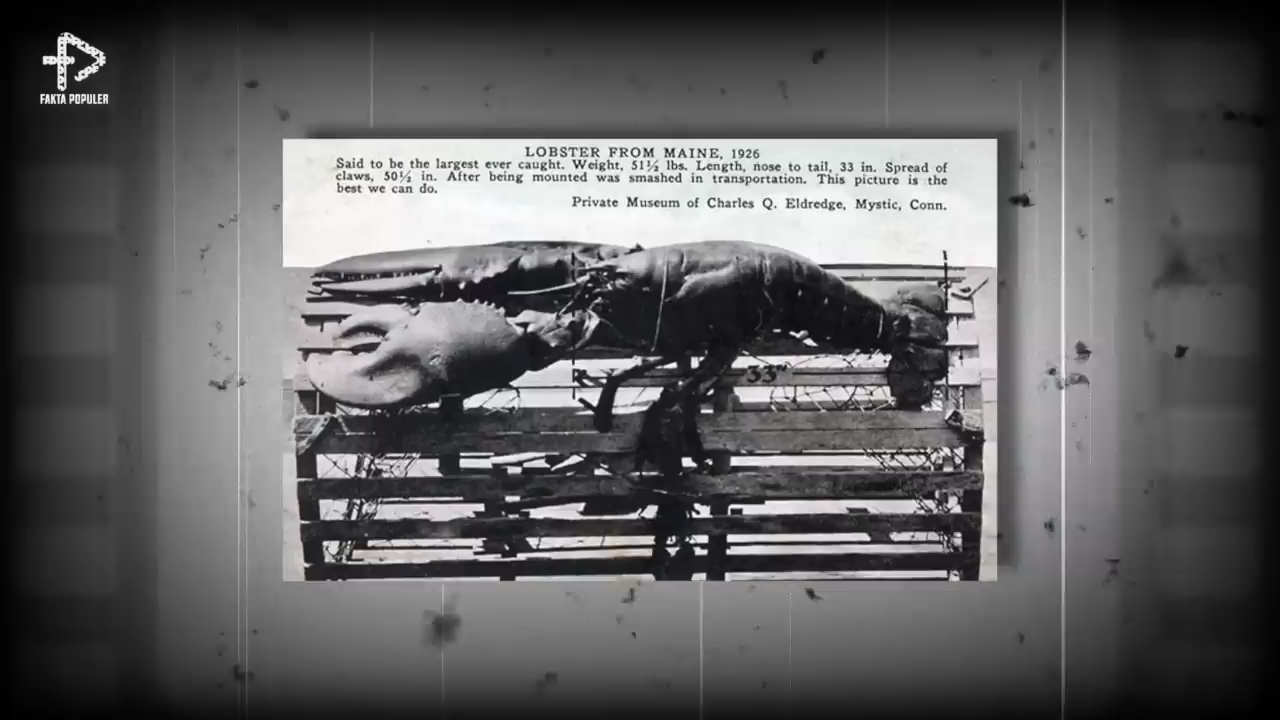 FAKTA POPULER
LOBSTER FROM MAINE, 1926
Said to be the largest ever caught. Weight, 51½ lbs. Length, nose to tail, 33 in. Spread of
claws, 50½ in. After being mounted was smashed in transportation. This picture is the
best we can do.
Private Museum of Charles Q. Eldredge, Mystic, Conn.
33"